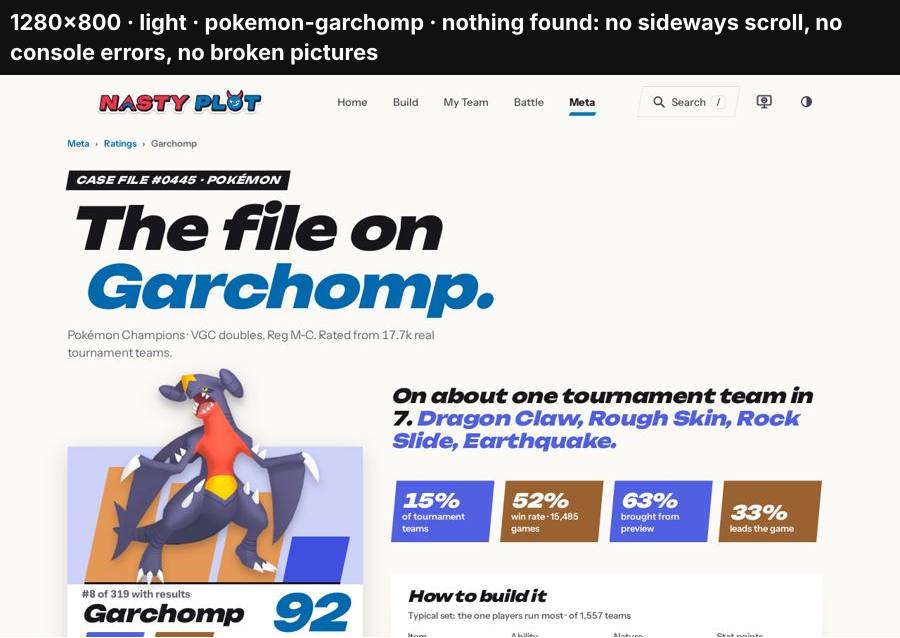 1280×800 · light · pokemon-garchomp · nothing found: no sideways scroll, no
console errors, no broken pictures
NASTY PLOT
Home Build My Team Battle Meta Search /
Meta › Ratings › Garchomp
CASE FILE #0445 · POKÉMON
The file on
Garchomp.
Pokémon Champions · VGC doubles, Reg M-C. Rated from 17.7k real
tournament teams.
On about one tournament team in
7. Dragon Claw, Rough Skin, Rock
Slide, Earthquake.
15%
of tournament
teams
52%
win rate · 15,485
games
63%
brought from
preview
33%
leads the game
#8 of 319 with results
Garchomp 92
How to build it
Typical set: the one players run most · of 1,557 teams
Item Ability Nature Stat points